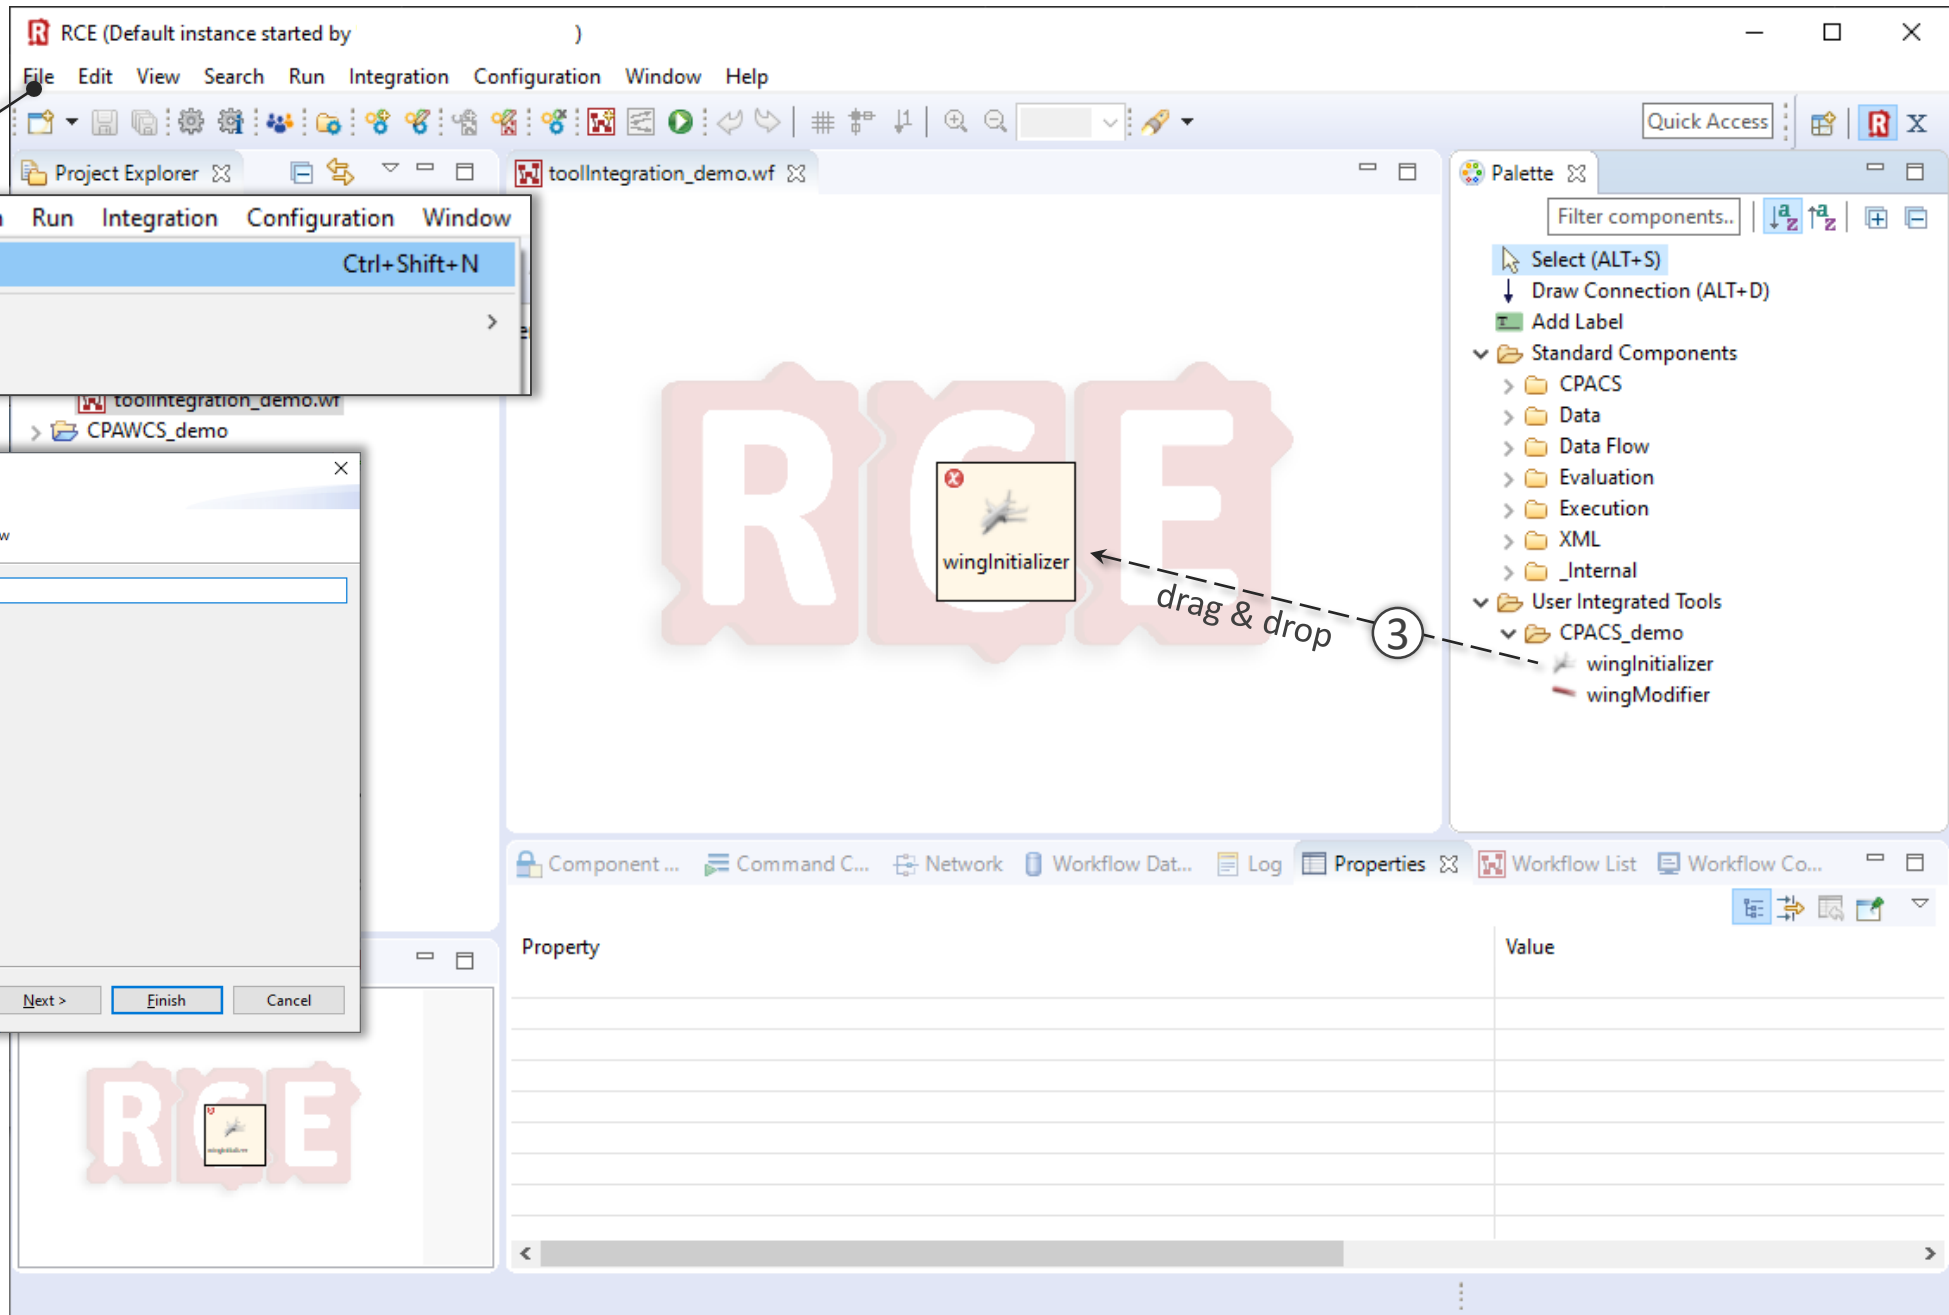 RCE (Default instance started by )
File Edit View Search Run Integration Configuration Window Help
Quick Access
Project Explorer
toolIntegration_demo.wf
Palette
Run Integration Configuration Window
Ctrl+Shift+N
toolIntegration_demo.wf
CPAWCS_demo
Next > Finish Cancel
RCE
wingInitializer
drag & drop
3
Filter components..
Select (ALT+S)
Draw Connection (ALT+D)
Add Label
Standard Components
CPACS
Data
Data Flow
Evaluation
Execution
XML
_Internal
User Integrated Tools
CPACS_demo
wingInitializer
wingModifier
Component ... Command C... Network Workflow Dat... Log Properties Workflow List Workflow Co...
Property Value
RCE
wingInitializer